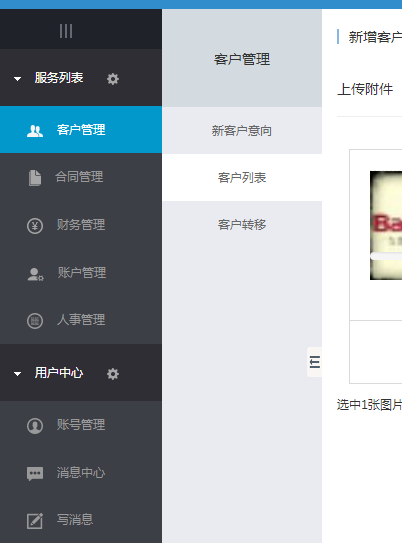 服务列表
客户管理
合同管理
财务管理
账户管理
人事管理
用户中心
账号管理
消息中心
写消息
客户管理
新客户意向
客户列表
客户转移
新增客户
上传附件
Ba
选中1张图片